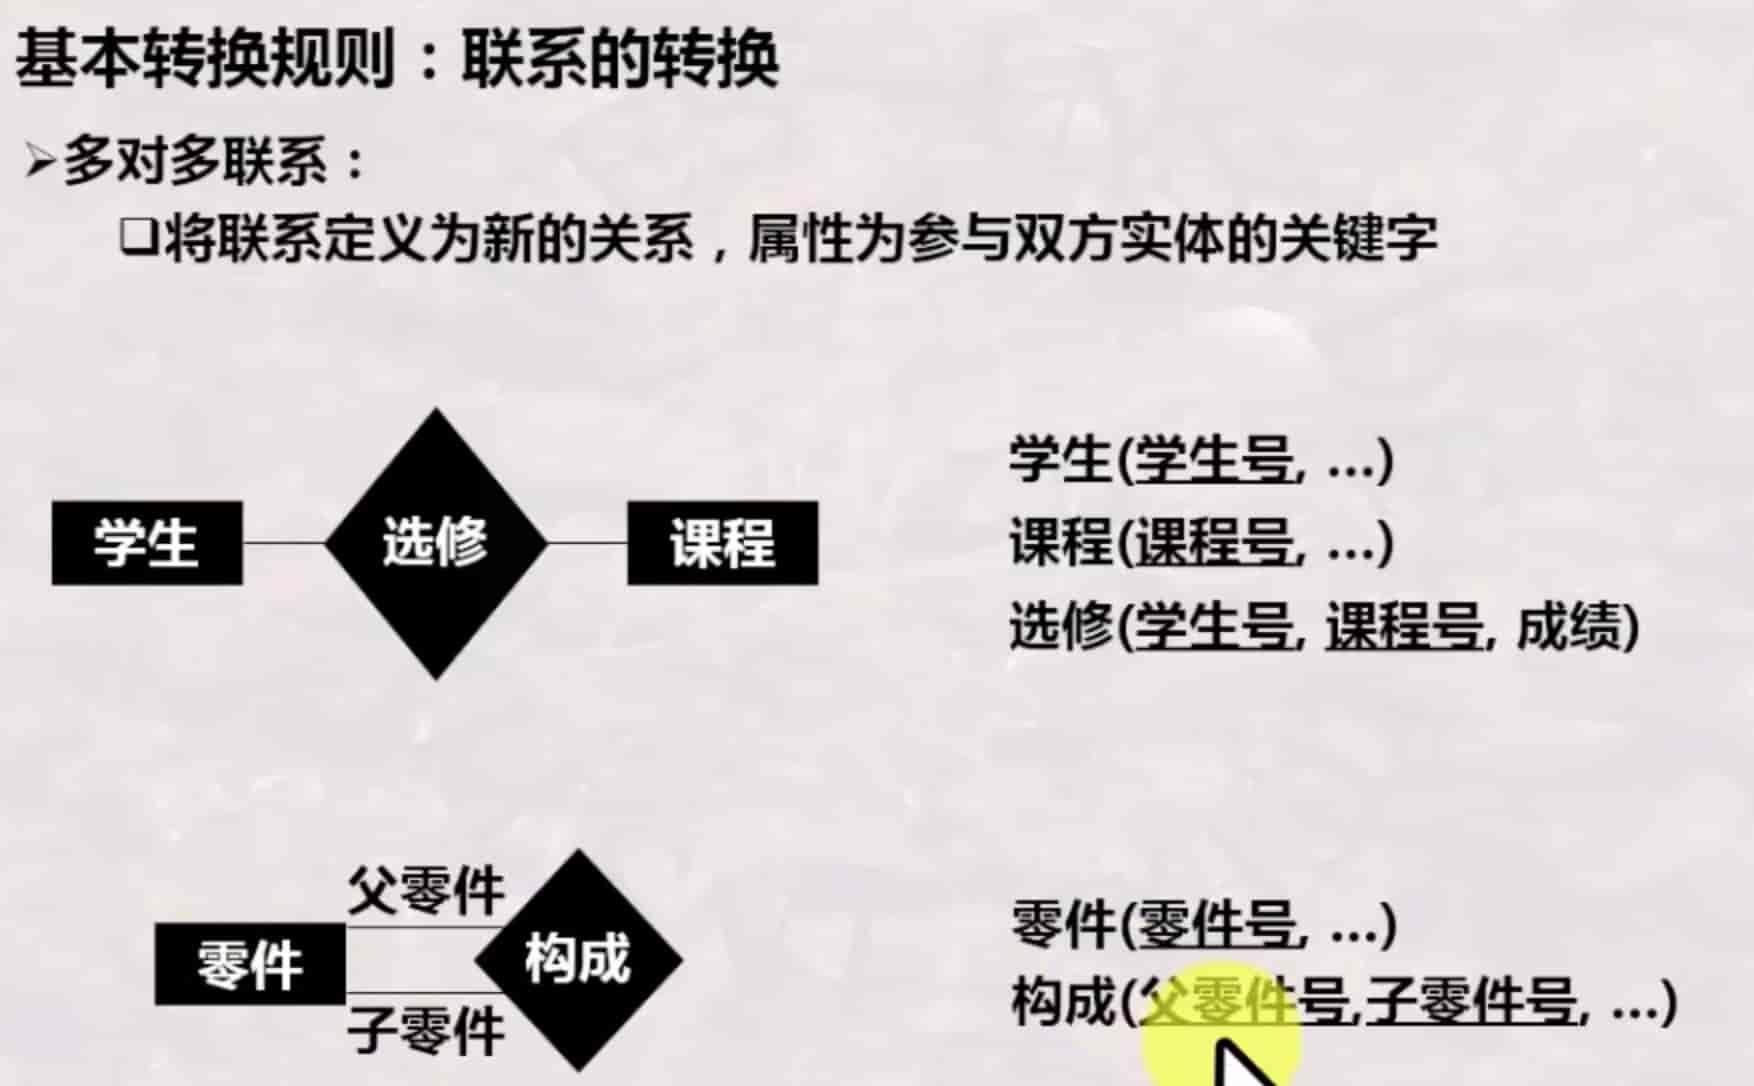 基本转换规则：联系的转换
➢多对多联系：
❑将联系定义为新的关系，属性为参与双方实体的关键字
学生
选修
课程
学生(学生号, ...)
课程(课程号, ...)
选修(学生号, 课程号, 成绩)
父零件
零件
构成
子零件
零件(零件号, ...)
构成(父零件号,子零件号, ...)